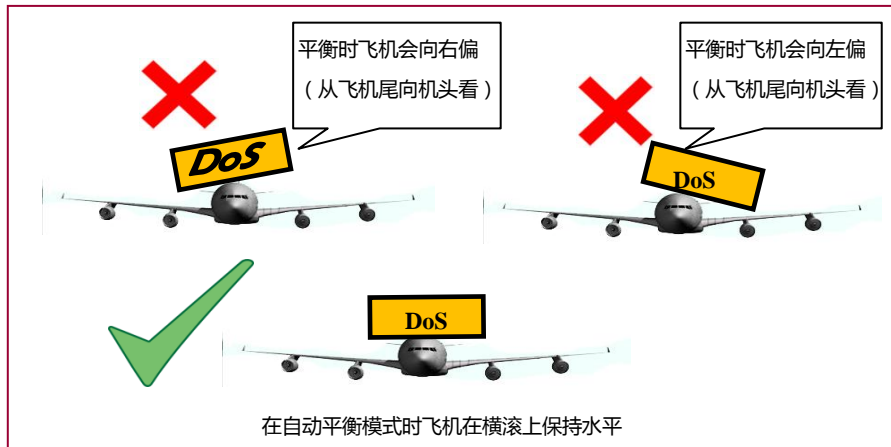 平衡时飞机会向右偏
（从飞机尾向机头看）
平衡时飞机会向左偏
（从飞机尾向机头看）
DoS
DoS
DoS
在自动平衡模式时飞机在横滚上保持水平